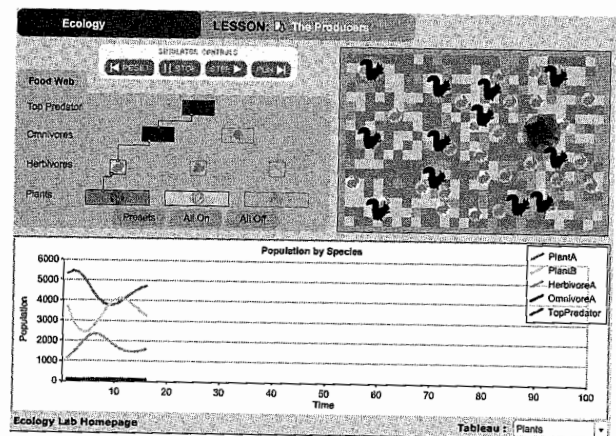 Ecology
LESSON: The Producers
SIMULATOR CONTROLS
RESET STOP STEP RUN
Food Web
Top Predator
Omnivores
Herbivores
Plants
Presets All On All Off
Population by Species
Population
6000
5000
4000
3000
2000
1000
0
10 20 30 40 50 60 70 80 90 100
Time
PlantA
PlantB
HerbivoreA
OmnivoreA
TopPredator
Ecology Lab Homepage
Tableau : Plants